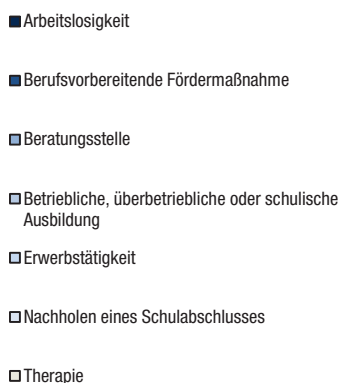 Arbeitslosigkeit
Berufsvorbereitende Fördermaßnahme
Beratungsstelle
Betriebliche, überbetriebliche oder schulische
Ausbildung
Erwerbstätigkeit
Nachholen eines Schulabschlusses
Therapie